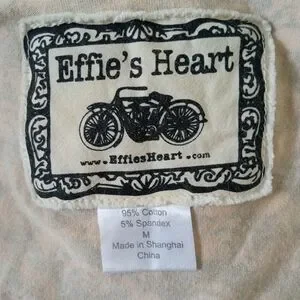 Effie's Heart
www.EffiesHeart.com
95% Cotton
5% Spandex
M
Made in Shanghai
China